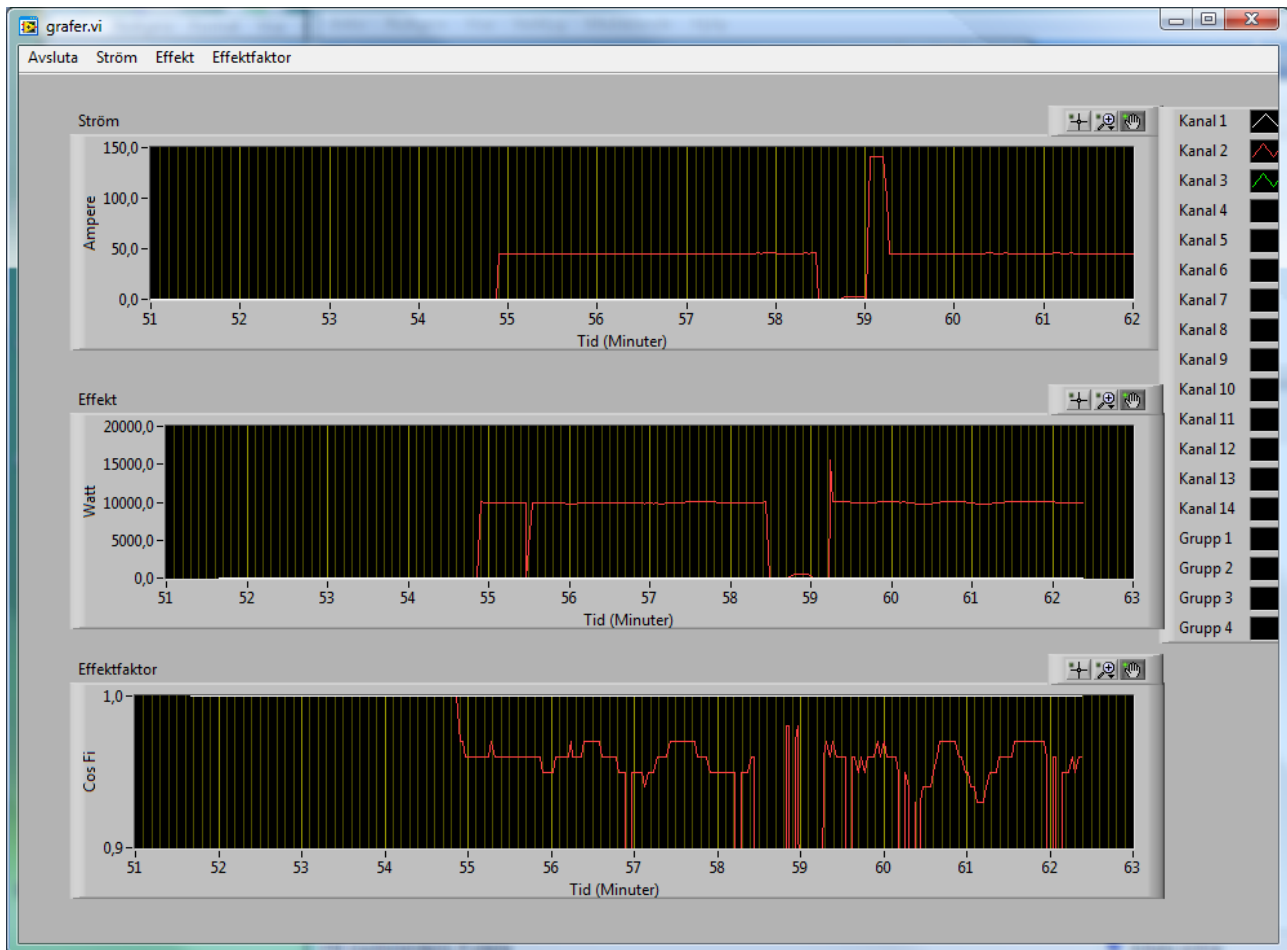 grafer.vi
Avsluta Ström Effekt Effektfaktor
Ström
150,0
100,0
50,0
0,0
Ampere
51 52 53 54 55 56 57 58 59 60 61 62
Tid (Minuter)
Effekt
20000,0
15000,0
10000,0
5000,0
0,0
Watt
51 52 53 54 55 56 57 58 59 60 61 62 63
Tid (Minuter)
Effektfaktor
1,0
0,9
Cos Fi
51 52 53 54 55 56 57 58 59 60 61 62 63
Tid (Minuter)
Kanal 1
Kanal 2
Kanal 3
Kanal 4
Kanal 5
Kanal 6
Kanal 7
Kanal 8
Kanal 9
Kanal 10
Kanal 11
Kanal 12
Kanal 13
Kanal 14
Grupp 1
Grupp 2
Grupp 3
Grupp 4